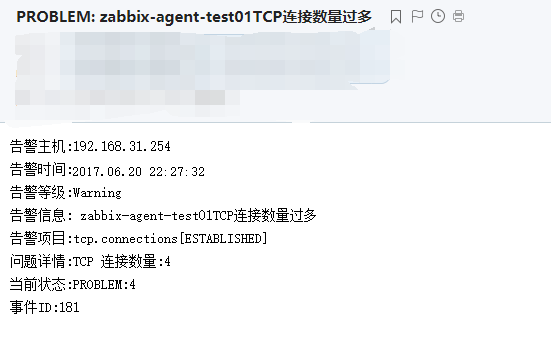 PROBLEM: zabbix-agent-test01TCP连接数量过多
告警主机:192.168.31.254
告警时间:2017.06.20 22:27:32
告警等级:Warning
告警信息: zabbix-agent-test01TCP连接数量过多
告警项目:tcp.connections[ESTABLISHED]
问题详情:TCP 连接数量:4
当前状态:PROBLEM:4
事件ID:181